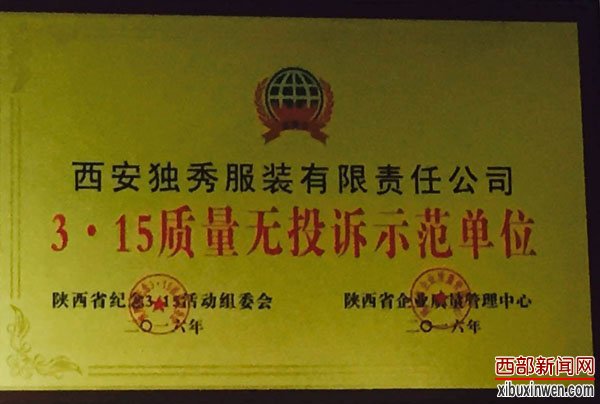 西安独秀服装有限责任公司
3·15质量无投诉示范单位
陕西省纪念3·15活动组委会
二〇一六年
陕西省企业质量管理中心
二〇一六年
西部新闻网
xibuxinwen.com